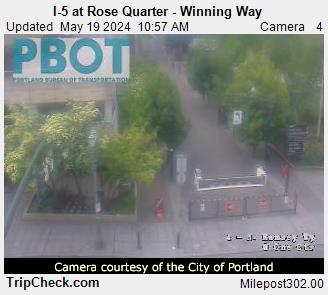 I-5 at Rose Quarter - Winning Way
Updated May 19 2024 10:57 AM Camera 4
PBOT
PORTLAND BUREAU OF TRANSPORTATION
Camera courtesy of the City of Portland
TripCheck.com Milepost302.00